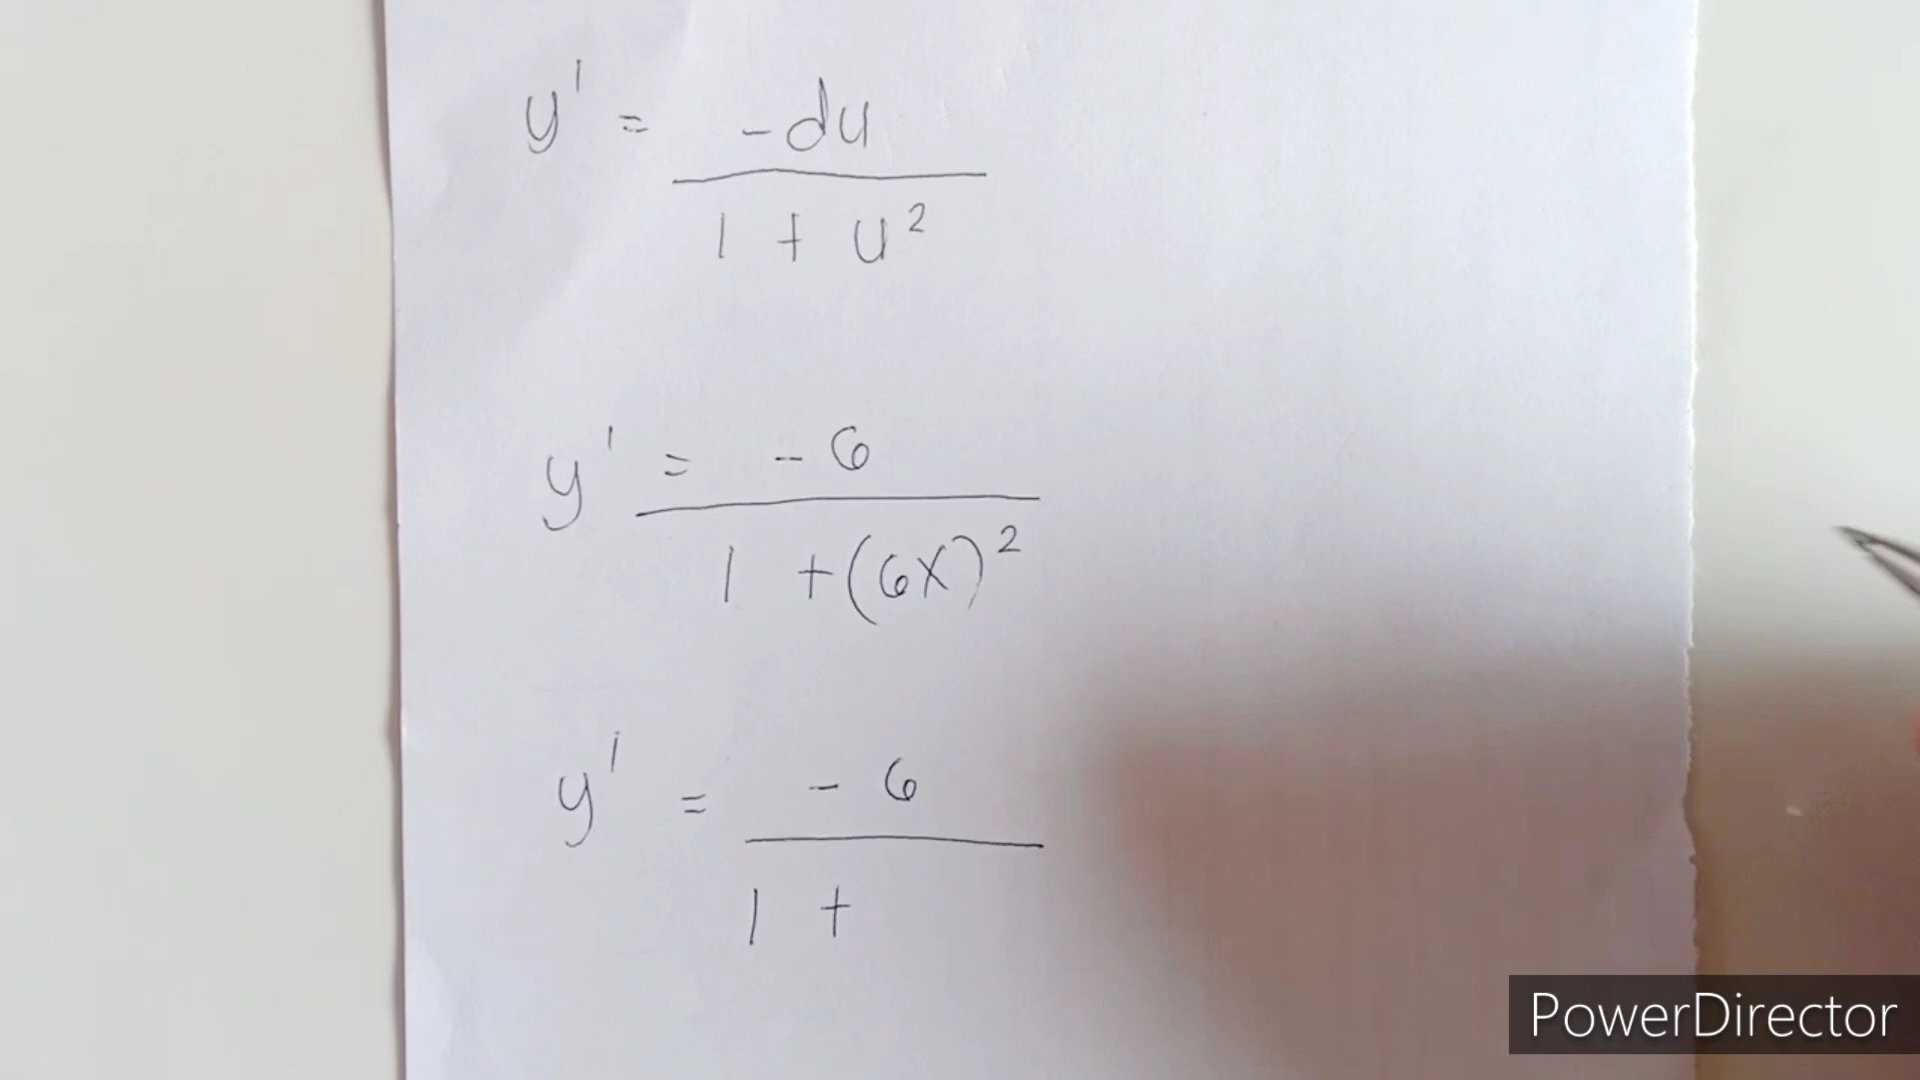 y' = -du
1 + u²
y' = -6
1 + (6x)²
y' = -6
1 +
PowerDirector